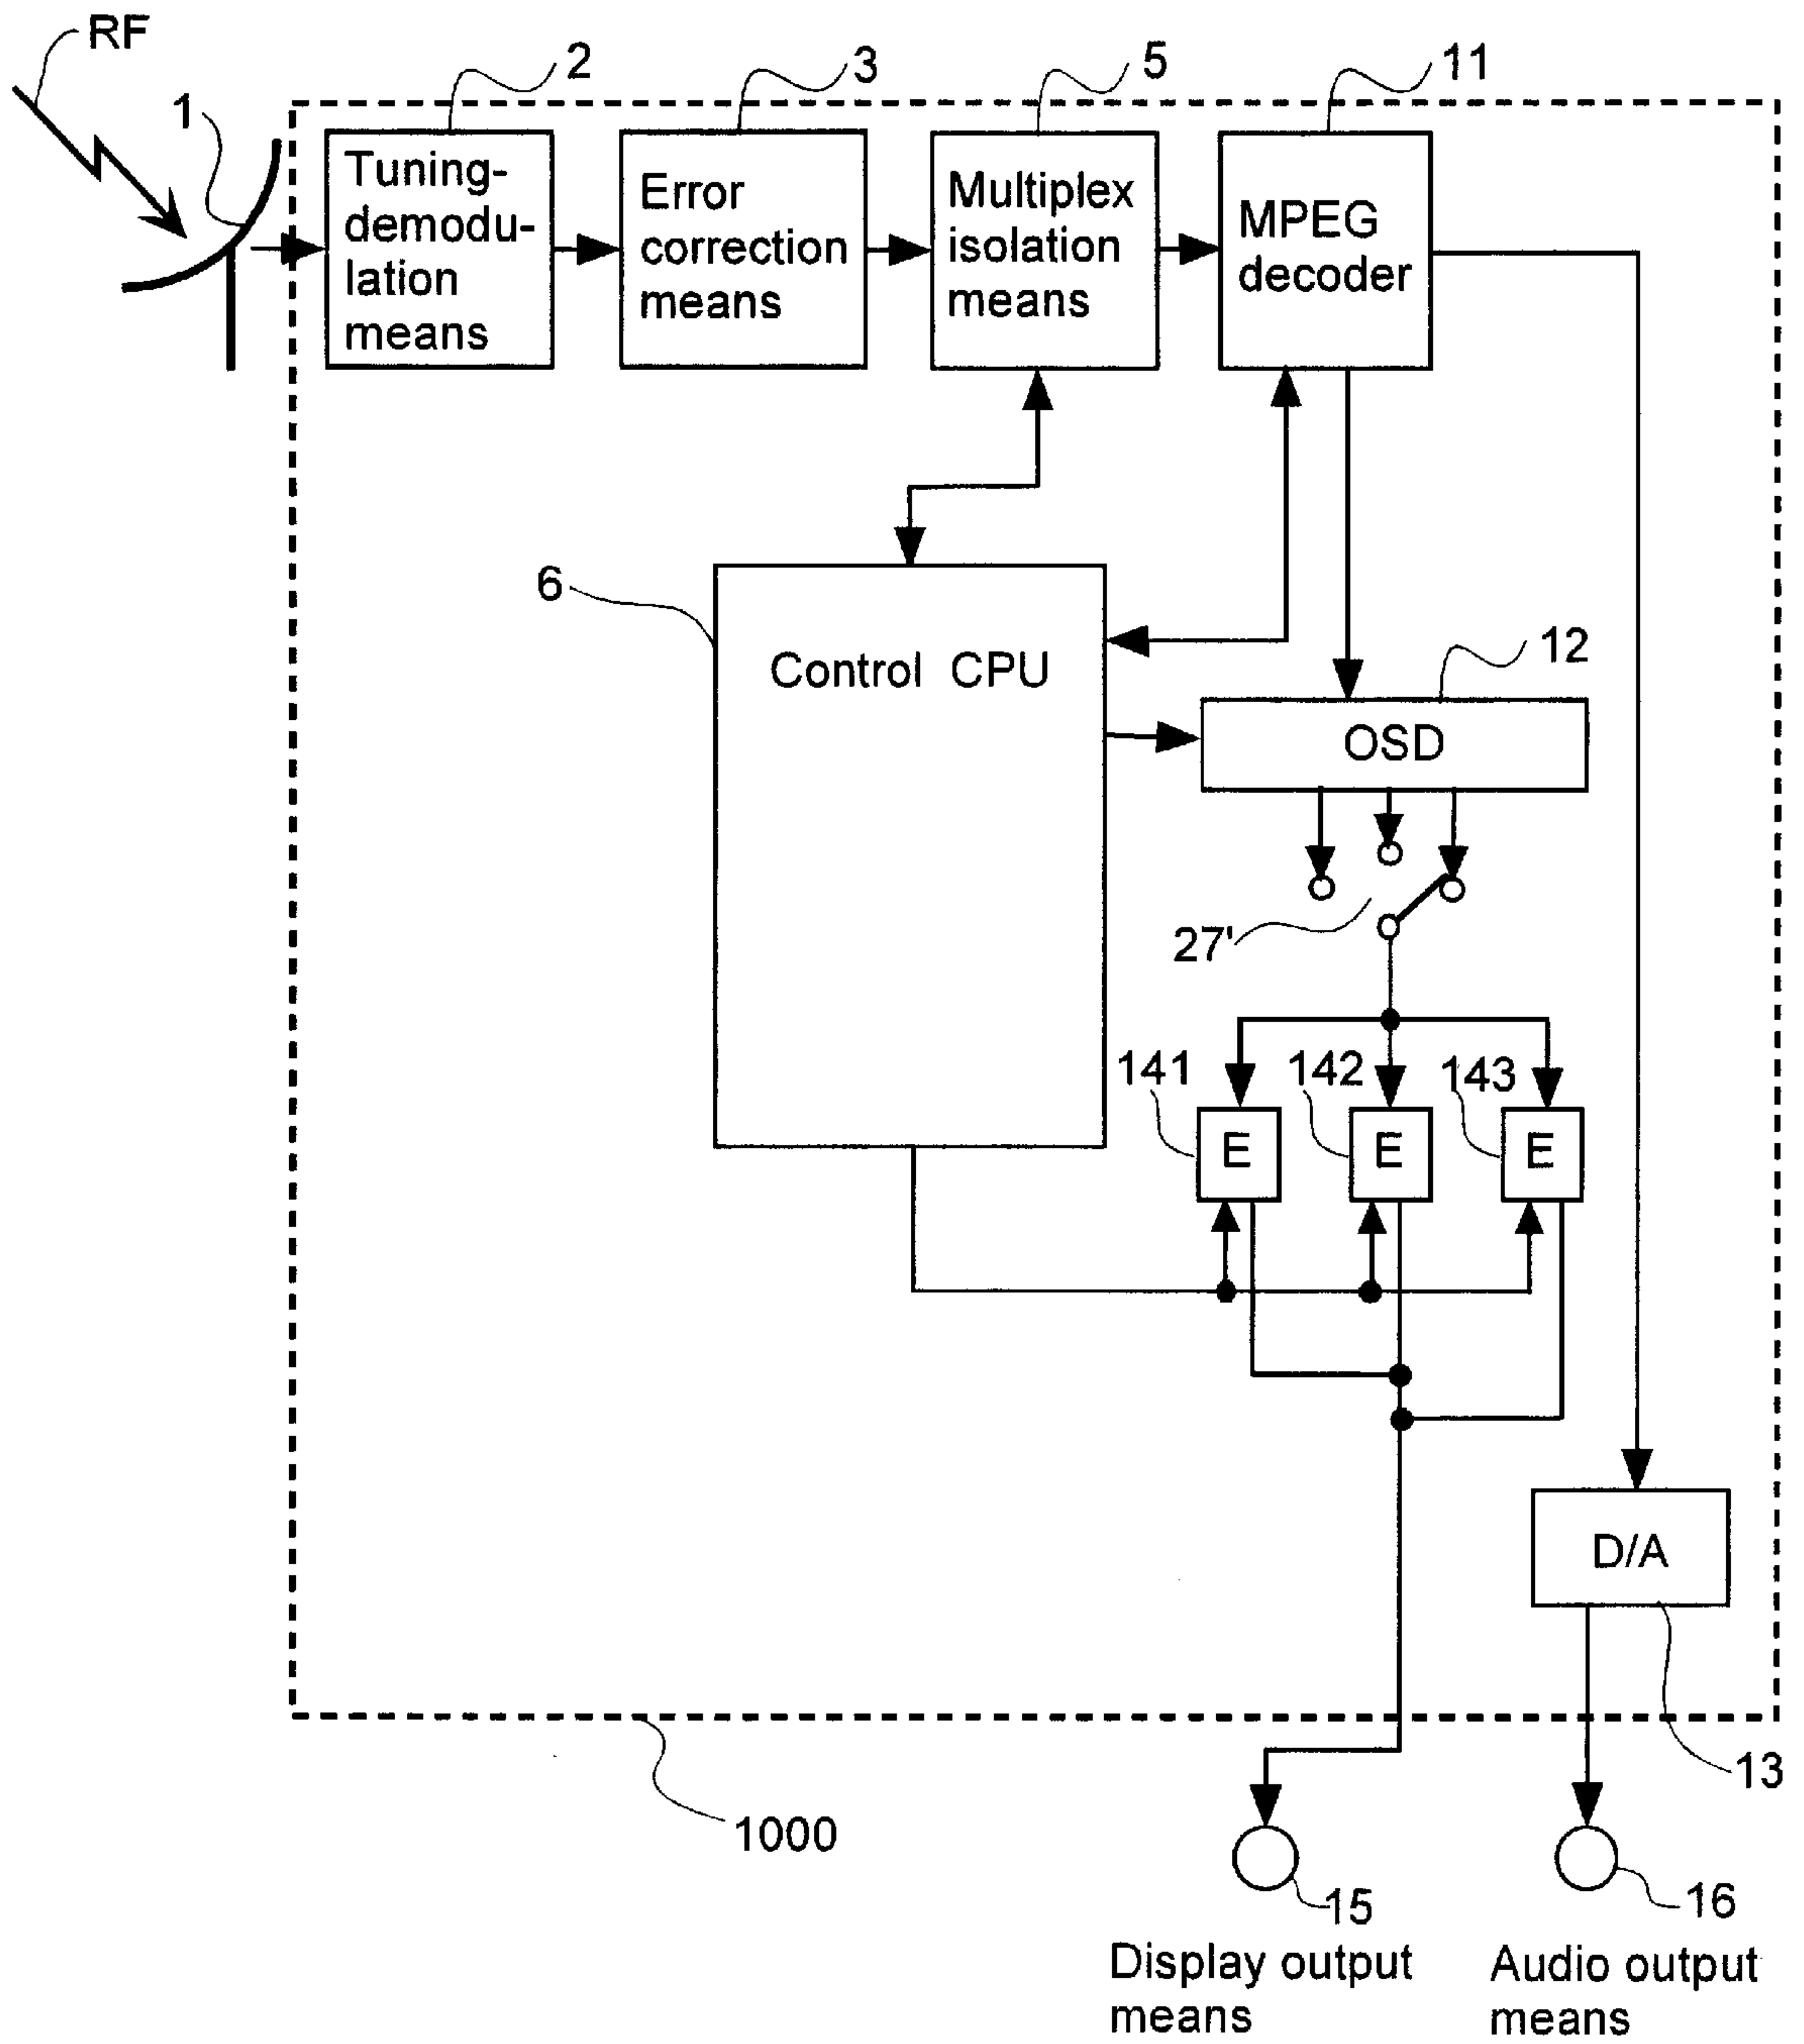 RF
1
2
3
5
11
Tuning-
demodu-
lation
means
Error
correction
means
Multiplex
isolation
means
MPEG
decoder
6
Control CPU
12
OSD
27'
141
142
143
E
E
E
D/A
13
1000
15
Display output
means
16
Audio output
means